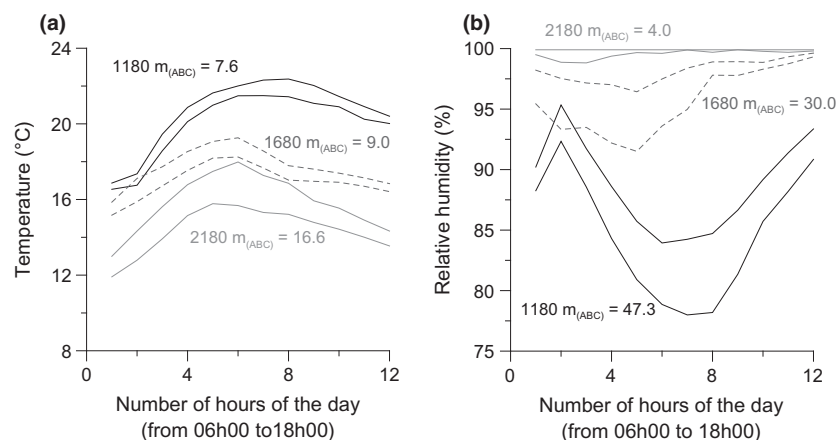 (a)
24
20
16
12
8
Temperature (°C)
1180 m(ABC) = 7.6
1680 m(ABC) = 9.0
2180 m(ABC) = 16.6
0 4 8 12
Number of hours of the day
(from 06h00 to18h00)
(b)
100
95
90
85
80
75
Relative humidity (%)
2180 m(ABC) = 4.0
1680 m(ABC) = 30.0
1180 m(ABC) = 47.3
0 4 8 12
Number of hours of the day
(from 06h00 to 18h00)